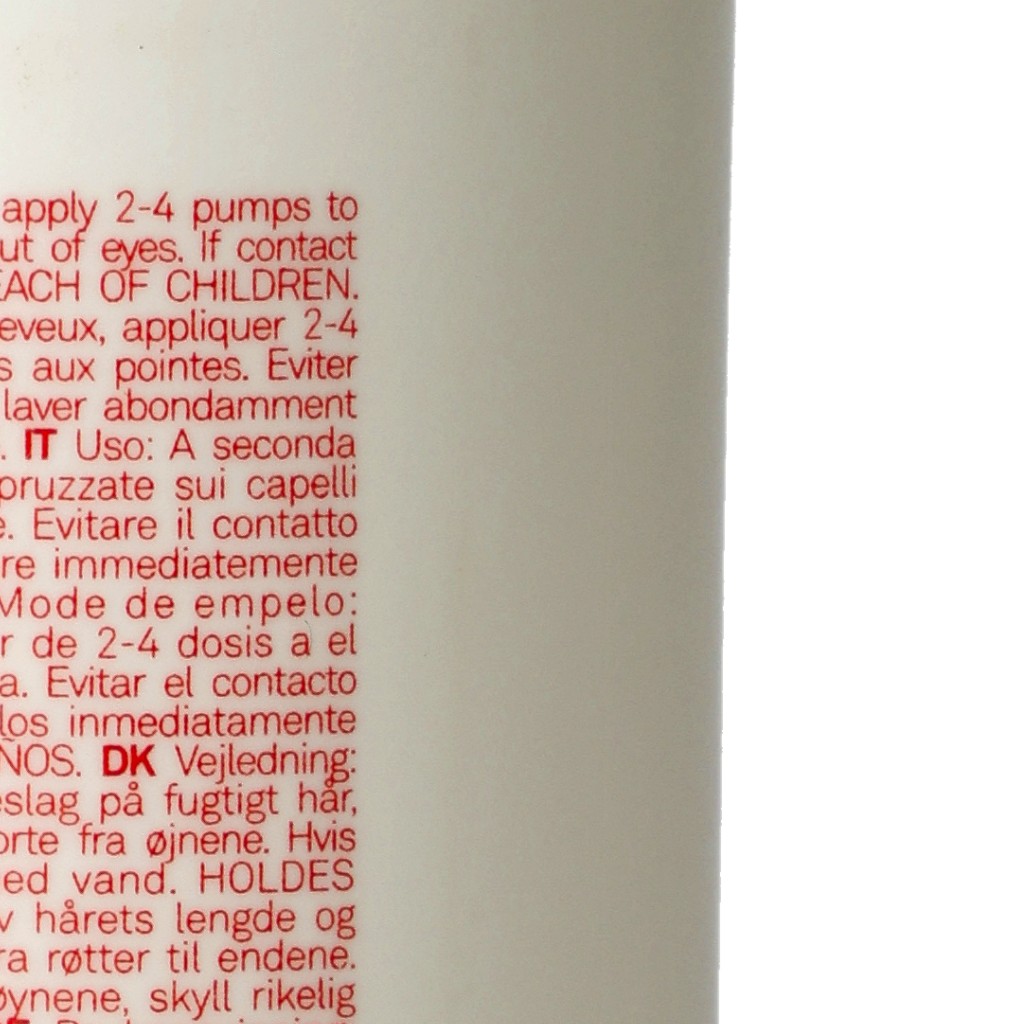 apply 2-4 pumps to
ut of eyes. If contact
EACH OF CHILDREN.
eveux, appliquer 2-4
s aux pointes. Eviter
laver abondamment
. IT Uso: A seconda
pruzzate sui capelli
e. Evitare il contatto
re immediatemente
Mode de empelo:
r de 2-4 dosis a el
a. Evitar el contacto
los inmediatamente
ÑOS. DK Vejledning:
eslag på fugtigt hår,
orte fra øjnene. Hvis
ed vand. HOLDES
v hårets lengde og
ra røtter til endene.
øynene, skyll rikelig